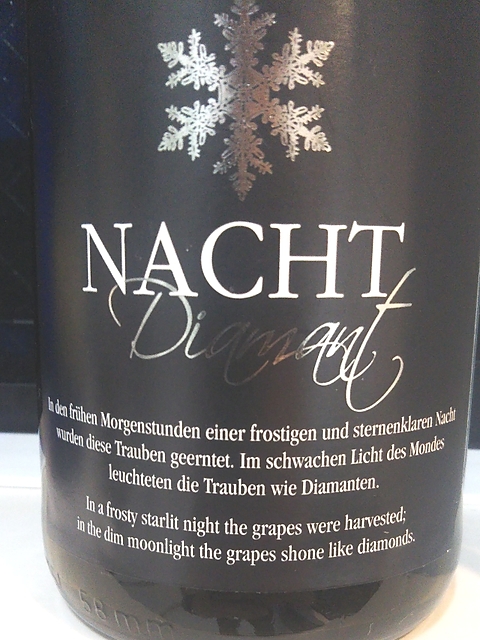 NACHT
Diamant
In den frühen Morgenstunden einer frostigen und sternenklaren Nacht
wurden diese Trauben geerntet. Im schwachen Licht des Mondes
leuchteten die Trauben wie Diamanten.
In a frosty starlit night the grapes were harvested;
in the dim moonlight the grapes shone like diamonds.
58 mm